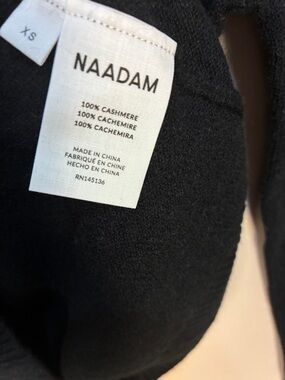 XS
NAADAM
100% CASHMERE
100% CACHEMIRE
100% CACHEMIRA
MADE IN CHINA
FABRIQUÉ EN CHINE
HECHO EN CHINA
RN145136